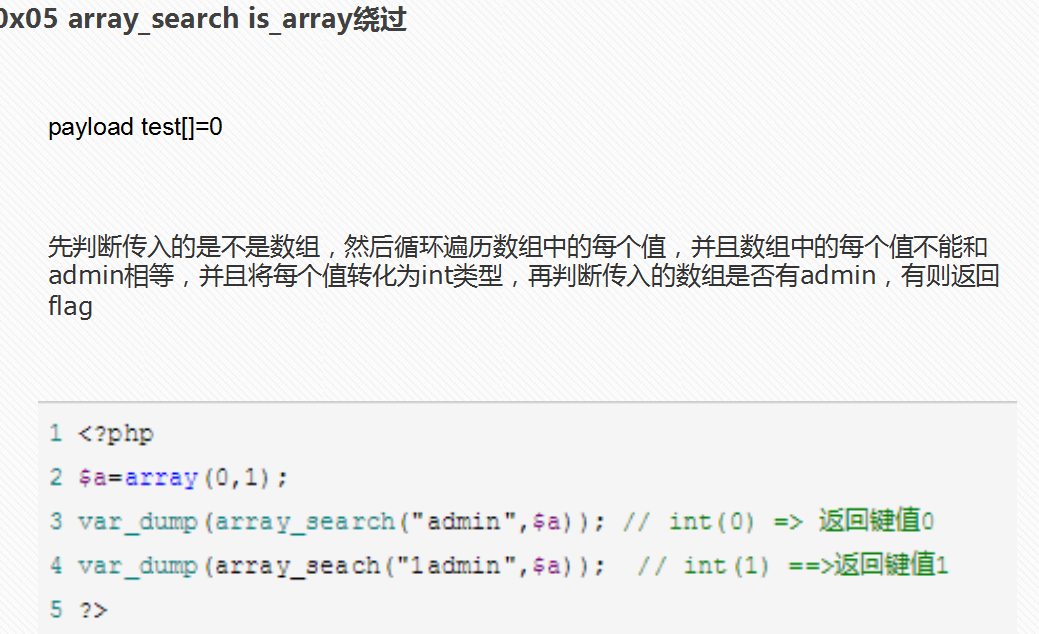 0x05 array_search is_array绕过
payload test[]=0
先判断传入的是不是数组，然后循环遍历数组中的每个值，并且数组中的每个值不能和
admin相等，并且将每个值转化为int类型，再判断传入的数组是否有admin，有则返回
flag
1 <?php
2 $a=array(0,1);
3 var_dump(array_search("admin",$a)); // int(0) => 返回键值0
4 var_dump(array_seach("1admin",$a)); // int(1) ==>返回键值1
5 ?>